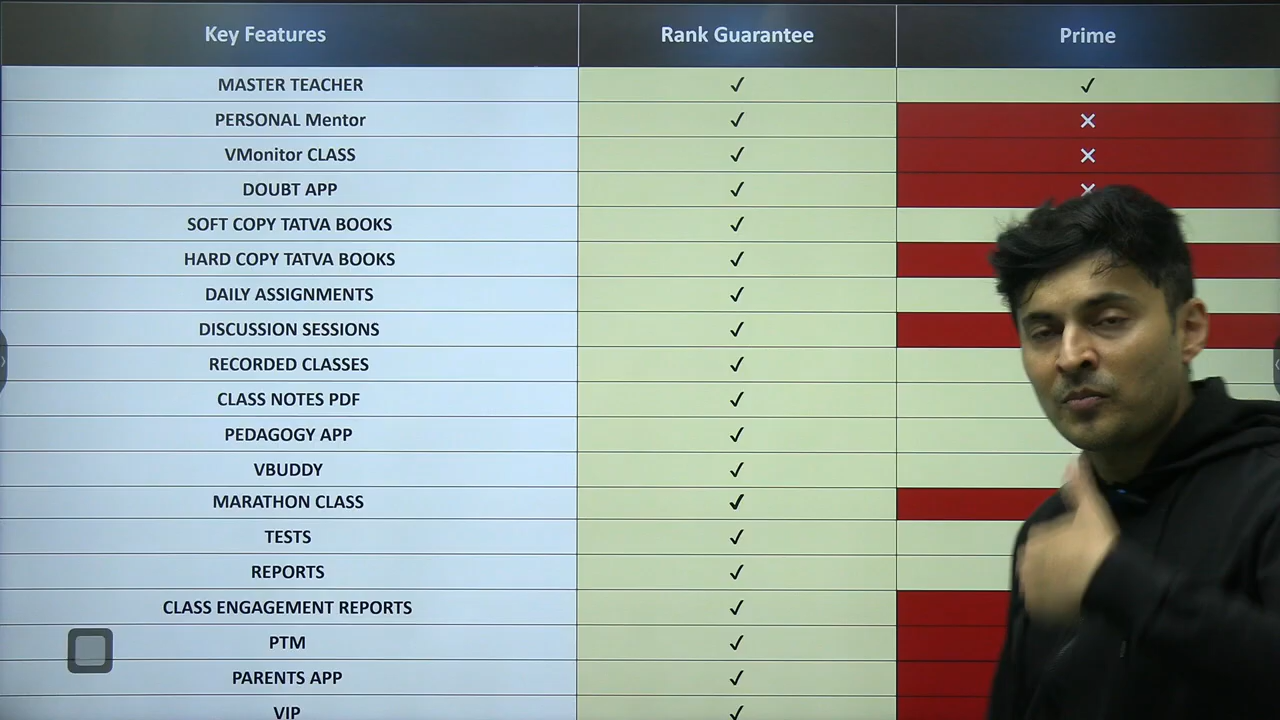 Key Features Rank Guarantee Prime
MASTER TEACHER ✓ ✓
PERSONAL Mentor ✓ ✕
VMonitor CLASS ✓ ✕
DOUBT APP ✓ ✕
SOFT COPY TATVA BOOKS ✓
HARD COPY TATVA BOOKS ✓
DAILY ASSIGNMENTS ✓
DISCUSSION SESSIONS ✓
RECORDED CLASSES ✓
CLASS NOTES PDF ✓
PEDAGOGY APP ✓
VBUDDY ✓
MARATHON CLASS ✓
TESTS ✓
REPORTS ✓
CLASS ENGAGEMENT REPORTS ✓
PTM ✓
PARENTS APP ✓
VIP ✓